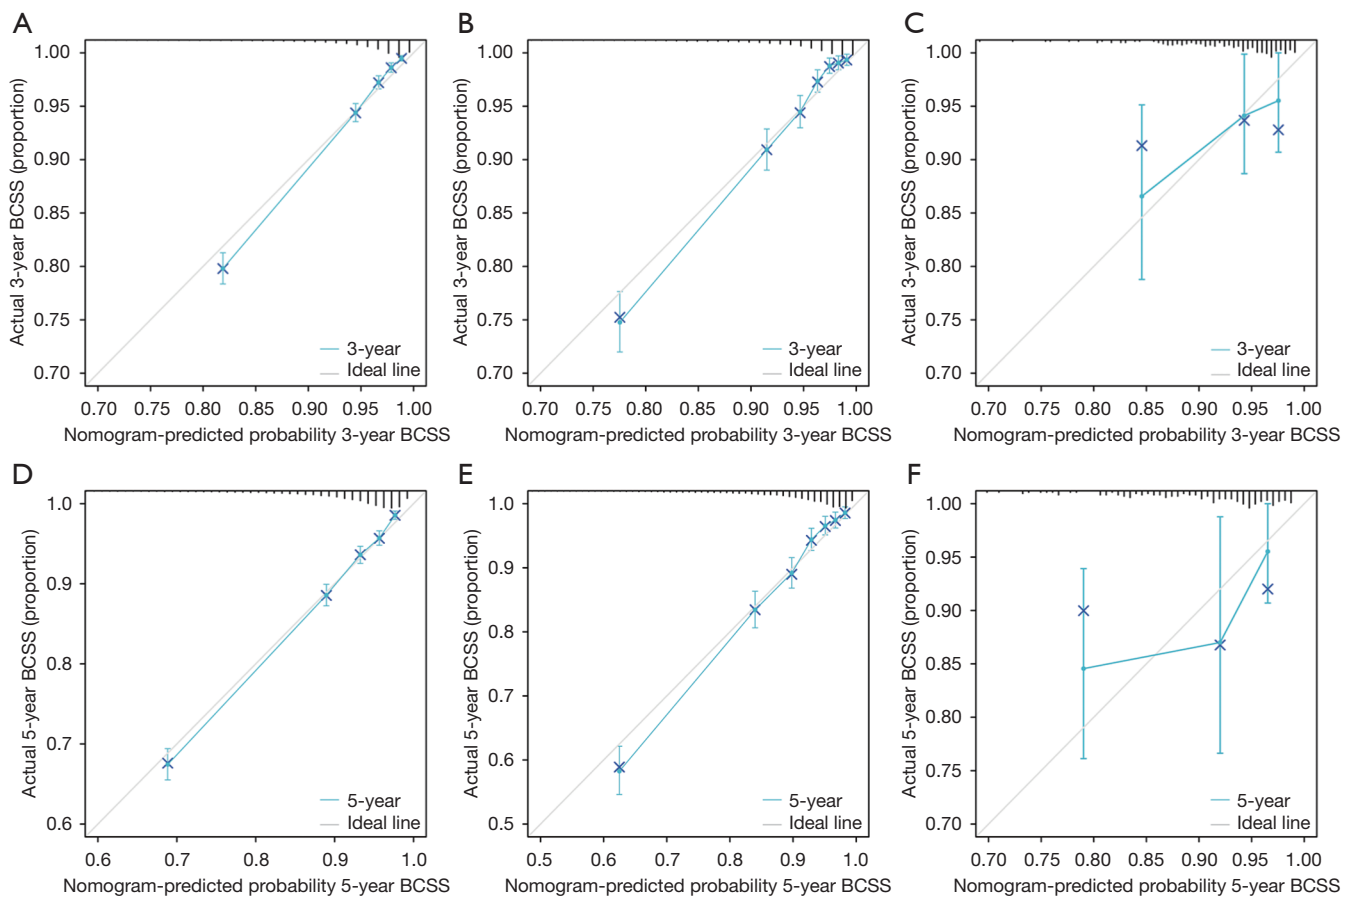 A
Actual 3-year BCSS (proportion)
1.00
0.95
0.90
0.85
0.80
0.75
0.70
3-year
Ideal line
0.70 0.75 0.80 0.85 0.90 0.95 1.00
Nomogram-predicted probability 3-year BCSS
B
Actual 3-year BCSS (proportion)
1.00
0.95
0.90
0.85
0.80
0.75
0.70
3-year
Ideal line
0.70 0.75 0.80 0.85 0.90 0.95 1.00
Nomogram-predicted probability 3-year BCSS
C
Actual 3-year BCSS (proportion)
1.00
0.95
0.90
0.85
0.80
0.75
0.70
3-year
Ideal line
0.70 0.75 0.80 0.85 0.90 0.95 1.00
Nomogram-predicted probability 3-year BCSS
D
Actual 5-year BCSS (proportion)
1.0
0.9
0.8
0.7
0.6
5-year
Ideal line
0.6 0.7 0.8 0.9 1.0
Nomogram-predicted probability 5-year BCSS
E
Actual 5-year BCSS (proportion)
1.0
0.9
0.8
0.7
0.6
0.5
5-year
Ideal line
0.5 0.6 0.7 0.8 0.9 1.0
Nomogram-predicted probability 5-year BCSS
F
Actual 5-year BCSS (proportion)
1.00
0.95
0.90
0.85
0.80
0.75
0.70
5-year
Ideal line
0.70 0.75 0.80 0.85 0.90 0.95 1.00
Nomogram-predicted probability 5-year BCSS